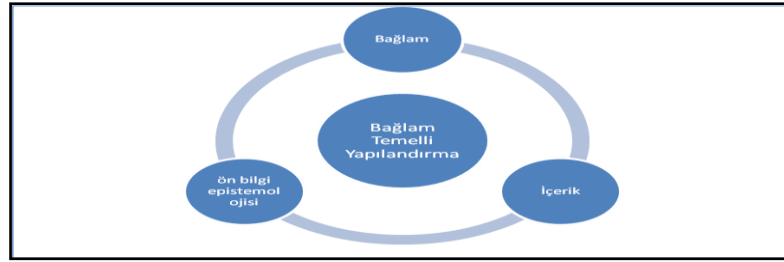 Bağlam
Bağlam
Temelli
Yapılandırma
ön bilgi
epistemol
ojisi
İçerik